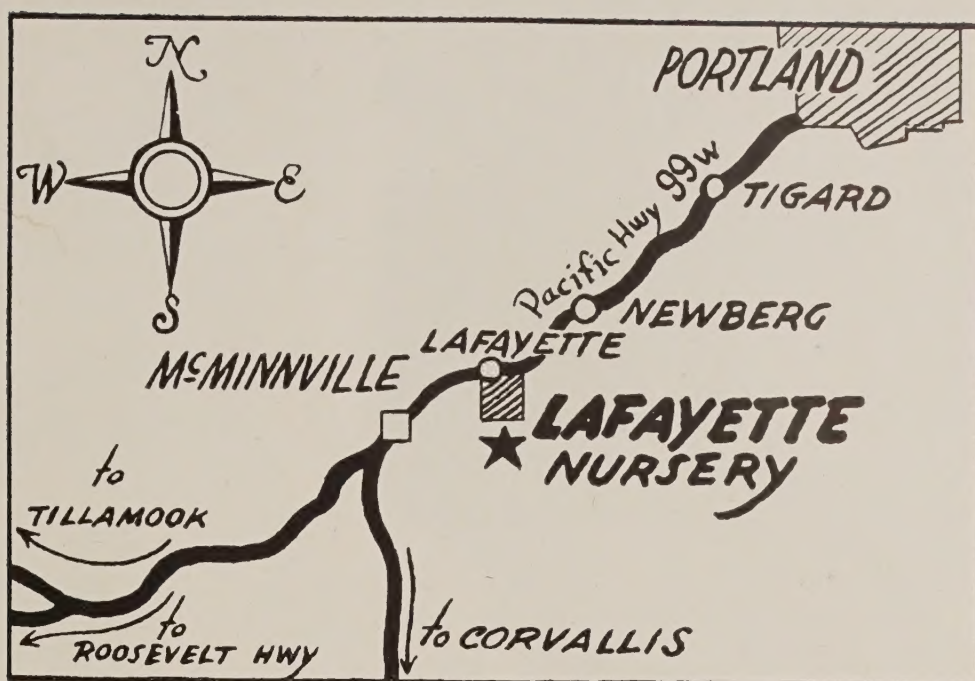 N
W E
S
PORTLAND
Pacific Hwy 99W
TIGARD
NEWBERG
LAFAYETTE
McMINNVILLE
LAFAYETTE
NURSERY
to
TILLAMOOK
to
ROOSEVELT HWY
to CORVALLIS